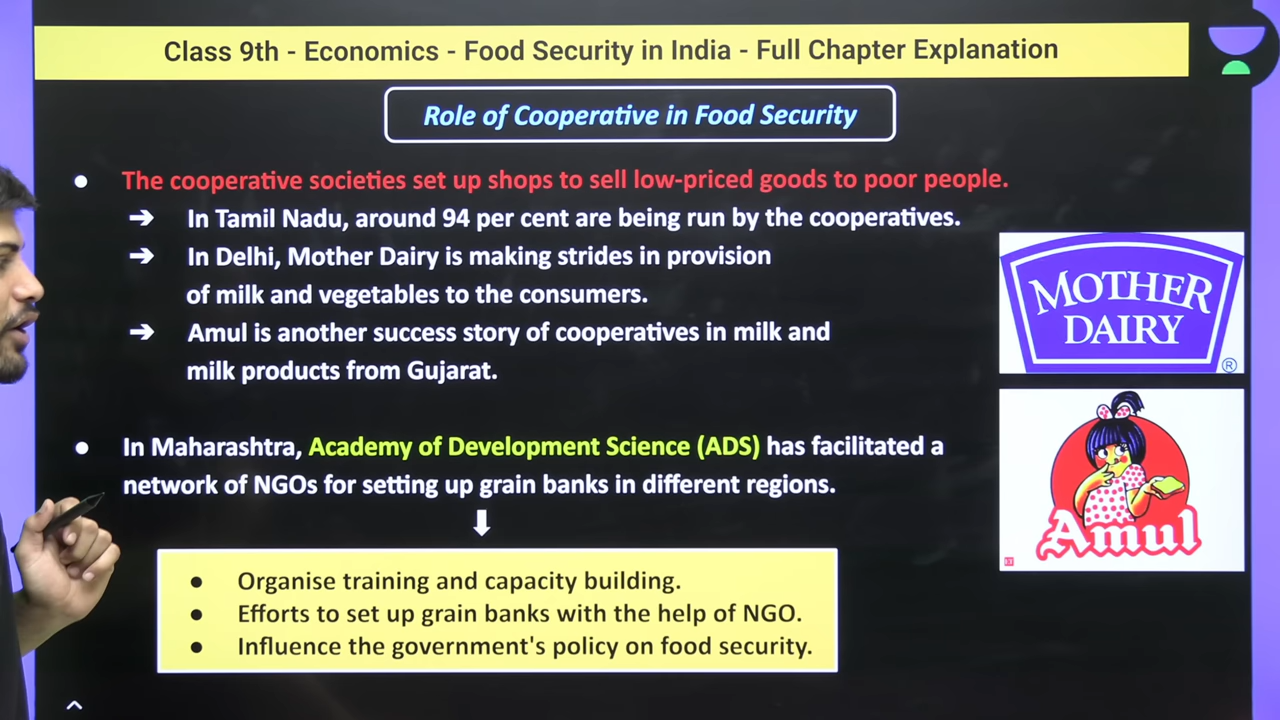 Class 9th - Economics - Food Security in India - Full Chapter Explanation
Role of Cooperative in Food Security
● The cooperative societies set up shops to sell low-priced goods to poor people.
➔ In Tamil Nadu, around 94 per cent are being run by the cooperatives.
➔ In Delhi, Mother Dairy is making strides in provision
of milk and vegetables to the consumers.
➔ Amul is another success story of cooperatives in milk and
milk products from Gujarat.
MOTHER
DAIRY
®
● In Maharashtra, Academy of Development Science (ADS) has facilitated a
network of NGOs for setting up grain banks in different regions.
Amul
● Organise training and capacity building.
● Efforts to set up grain banks with the help of NGO.
● Influence the government's policy on food security.